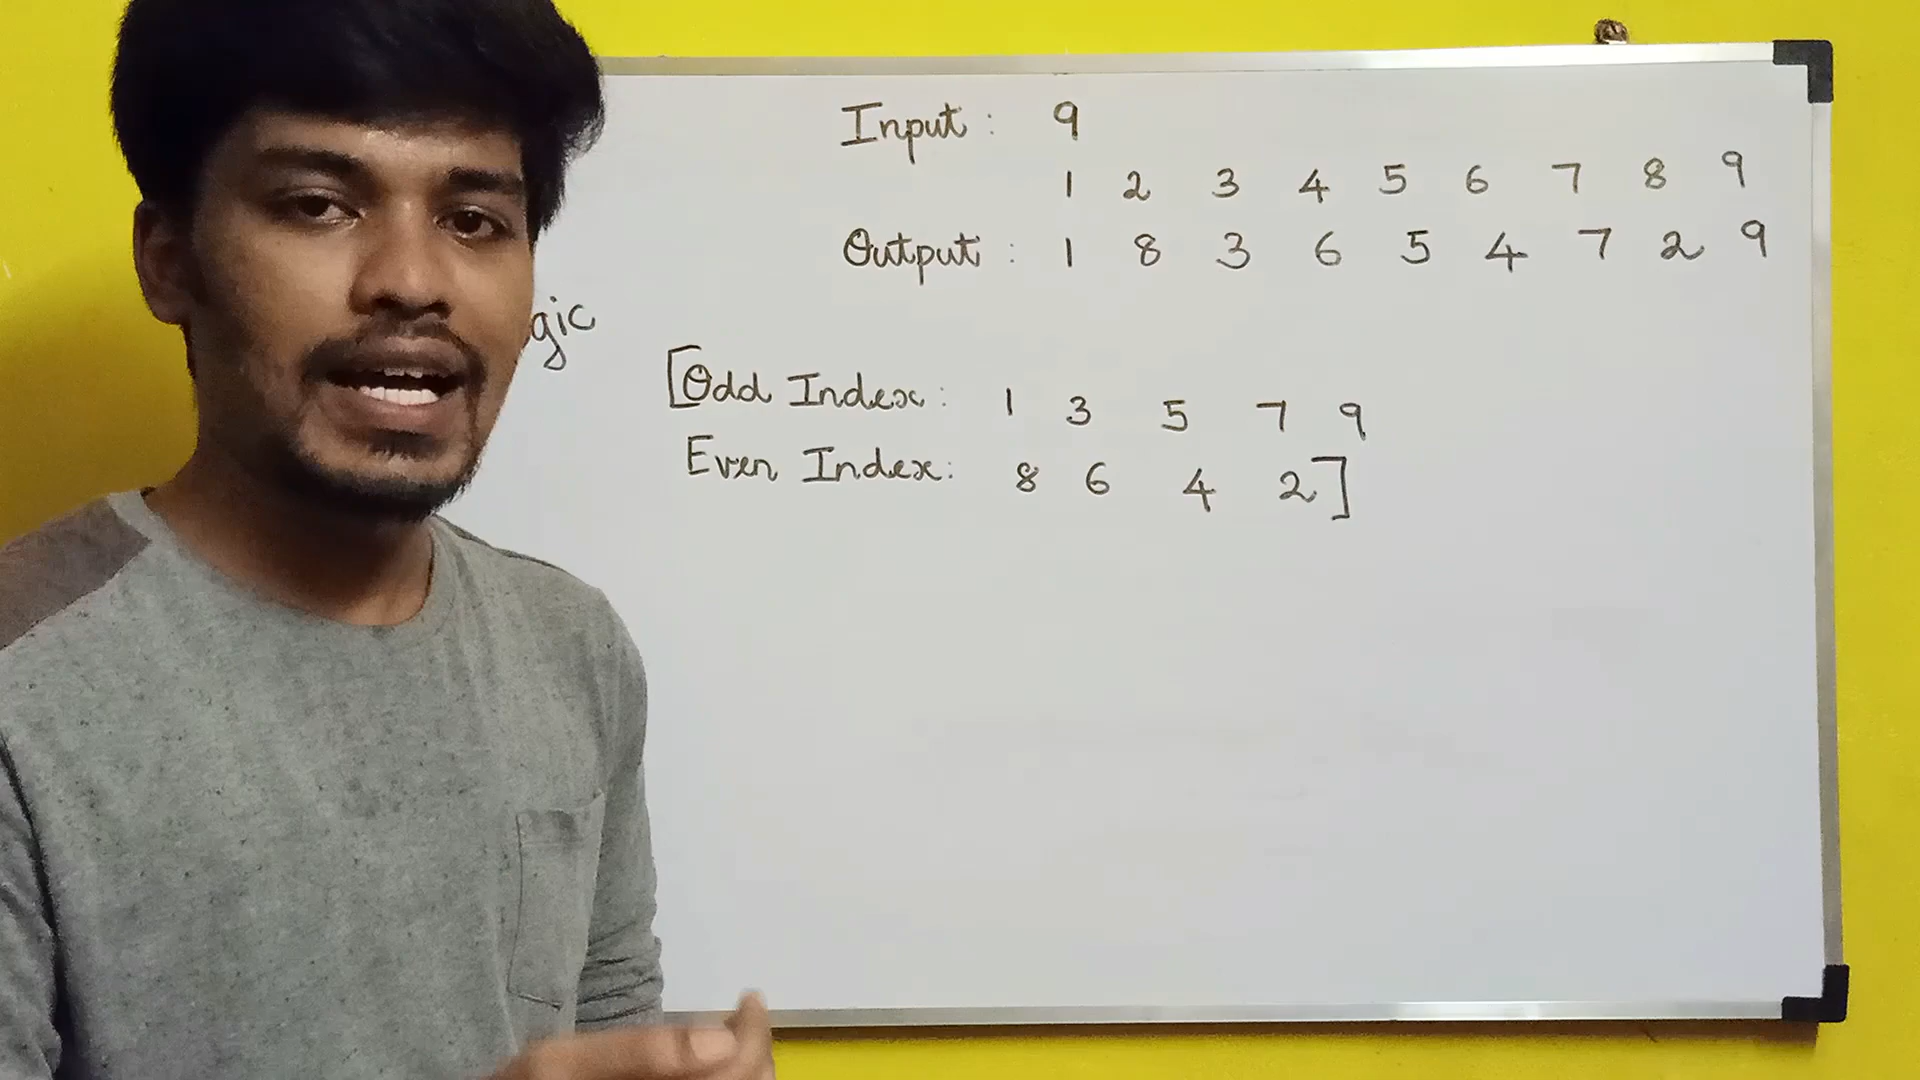 Input : 9
1 2 3 4 5 6 7 8 9
Output : 1 8 3 6 5 4 7 2 9
[Odd Index : 1 3 5 7 9
Even Index : 8 6 4 2]